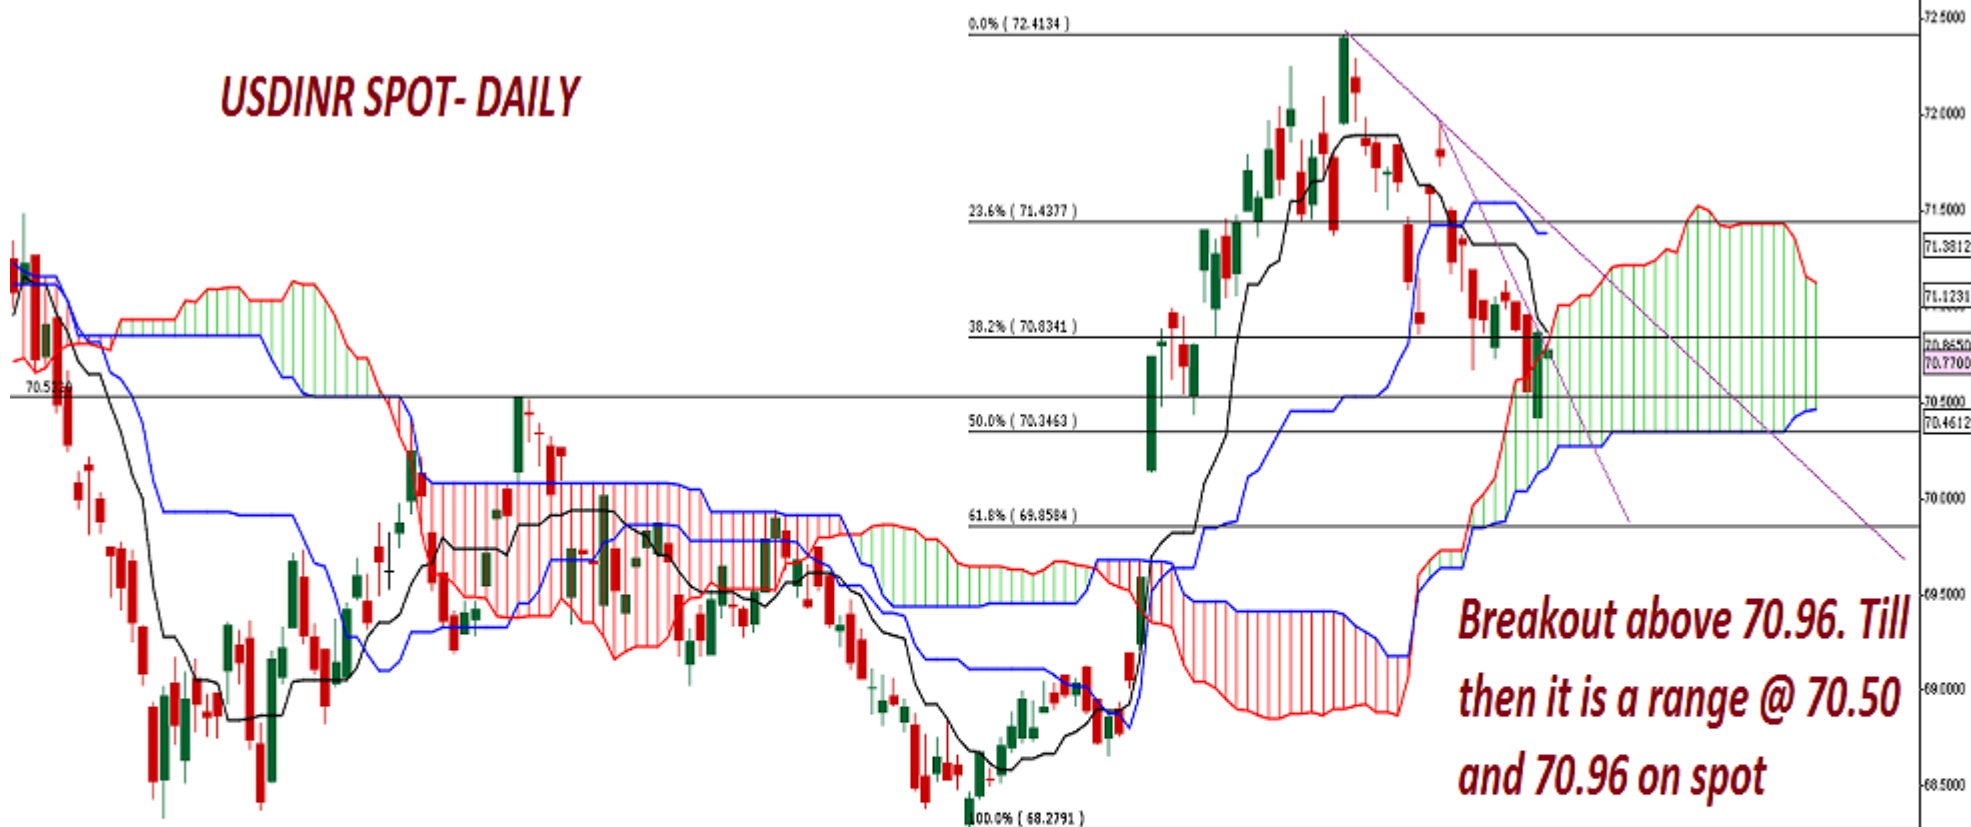 72.5000
0.0% ( 72.4134 )
USDINR SPOT- DAILY
72.0000
23.6% ( 71.4377 )
71.5000
71.3812
71.1231
38.2% ( 70.8341 )
70.8650
70.7700
70.5000
50.0% ( 70.3463 )
70.4612
70.0000
61.8% ( 69.8584 )
69.5000
Breakout above 70.96. Till
then it is a range @ 70.50
69.0000
and 70.96 on spot
68.5000
100.0% ( 68.2791 )